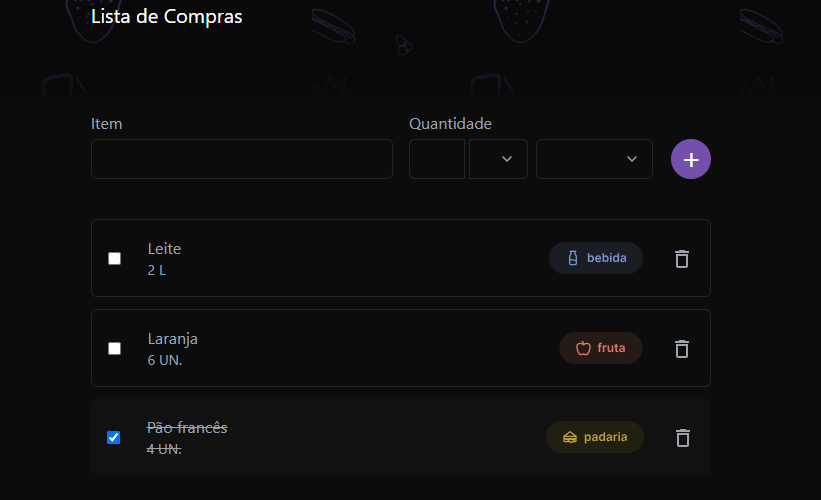 Lista de Compras
Item
Quantidade
Leite
2 L
bebida
Laranja
6 UN.
fruta
Pão francês
4 UN.
padaria